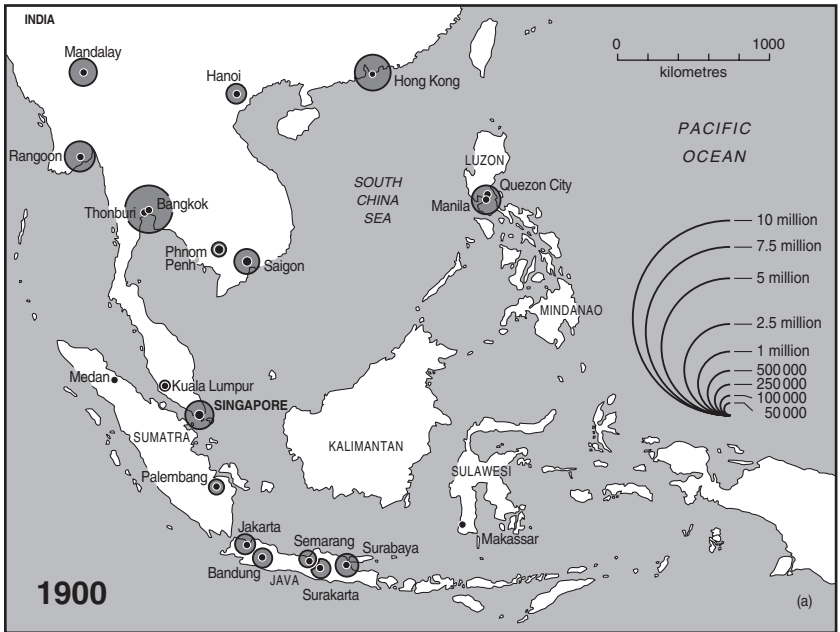 INDIA
Mandalay
Hanoi
Hong Kong
0
1000
kilometres
PACIFIC
OCEAN
Rangoon
LUZON
Quezon City
Manila
SOUTH
CHINA
SEA
Thonburi
Bangkok
Phnom
Penh
Saigon
10 million
7.5 million
5 million
2.5 million
1 million
500 000
250 000
100 000
50 000
MINDANAO
Medan
Kuala Lumpur
SINGAPORE
SUMATRA
KALIMANTAN
SULAWESI
Palembang
Makassar
Jakarta
Semarang
Surabaya
Bandung
JAVA
Surakarta
1900
(a)